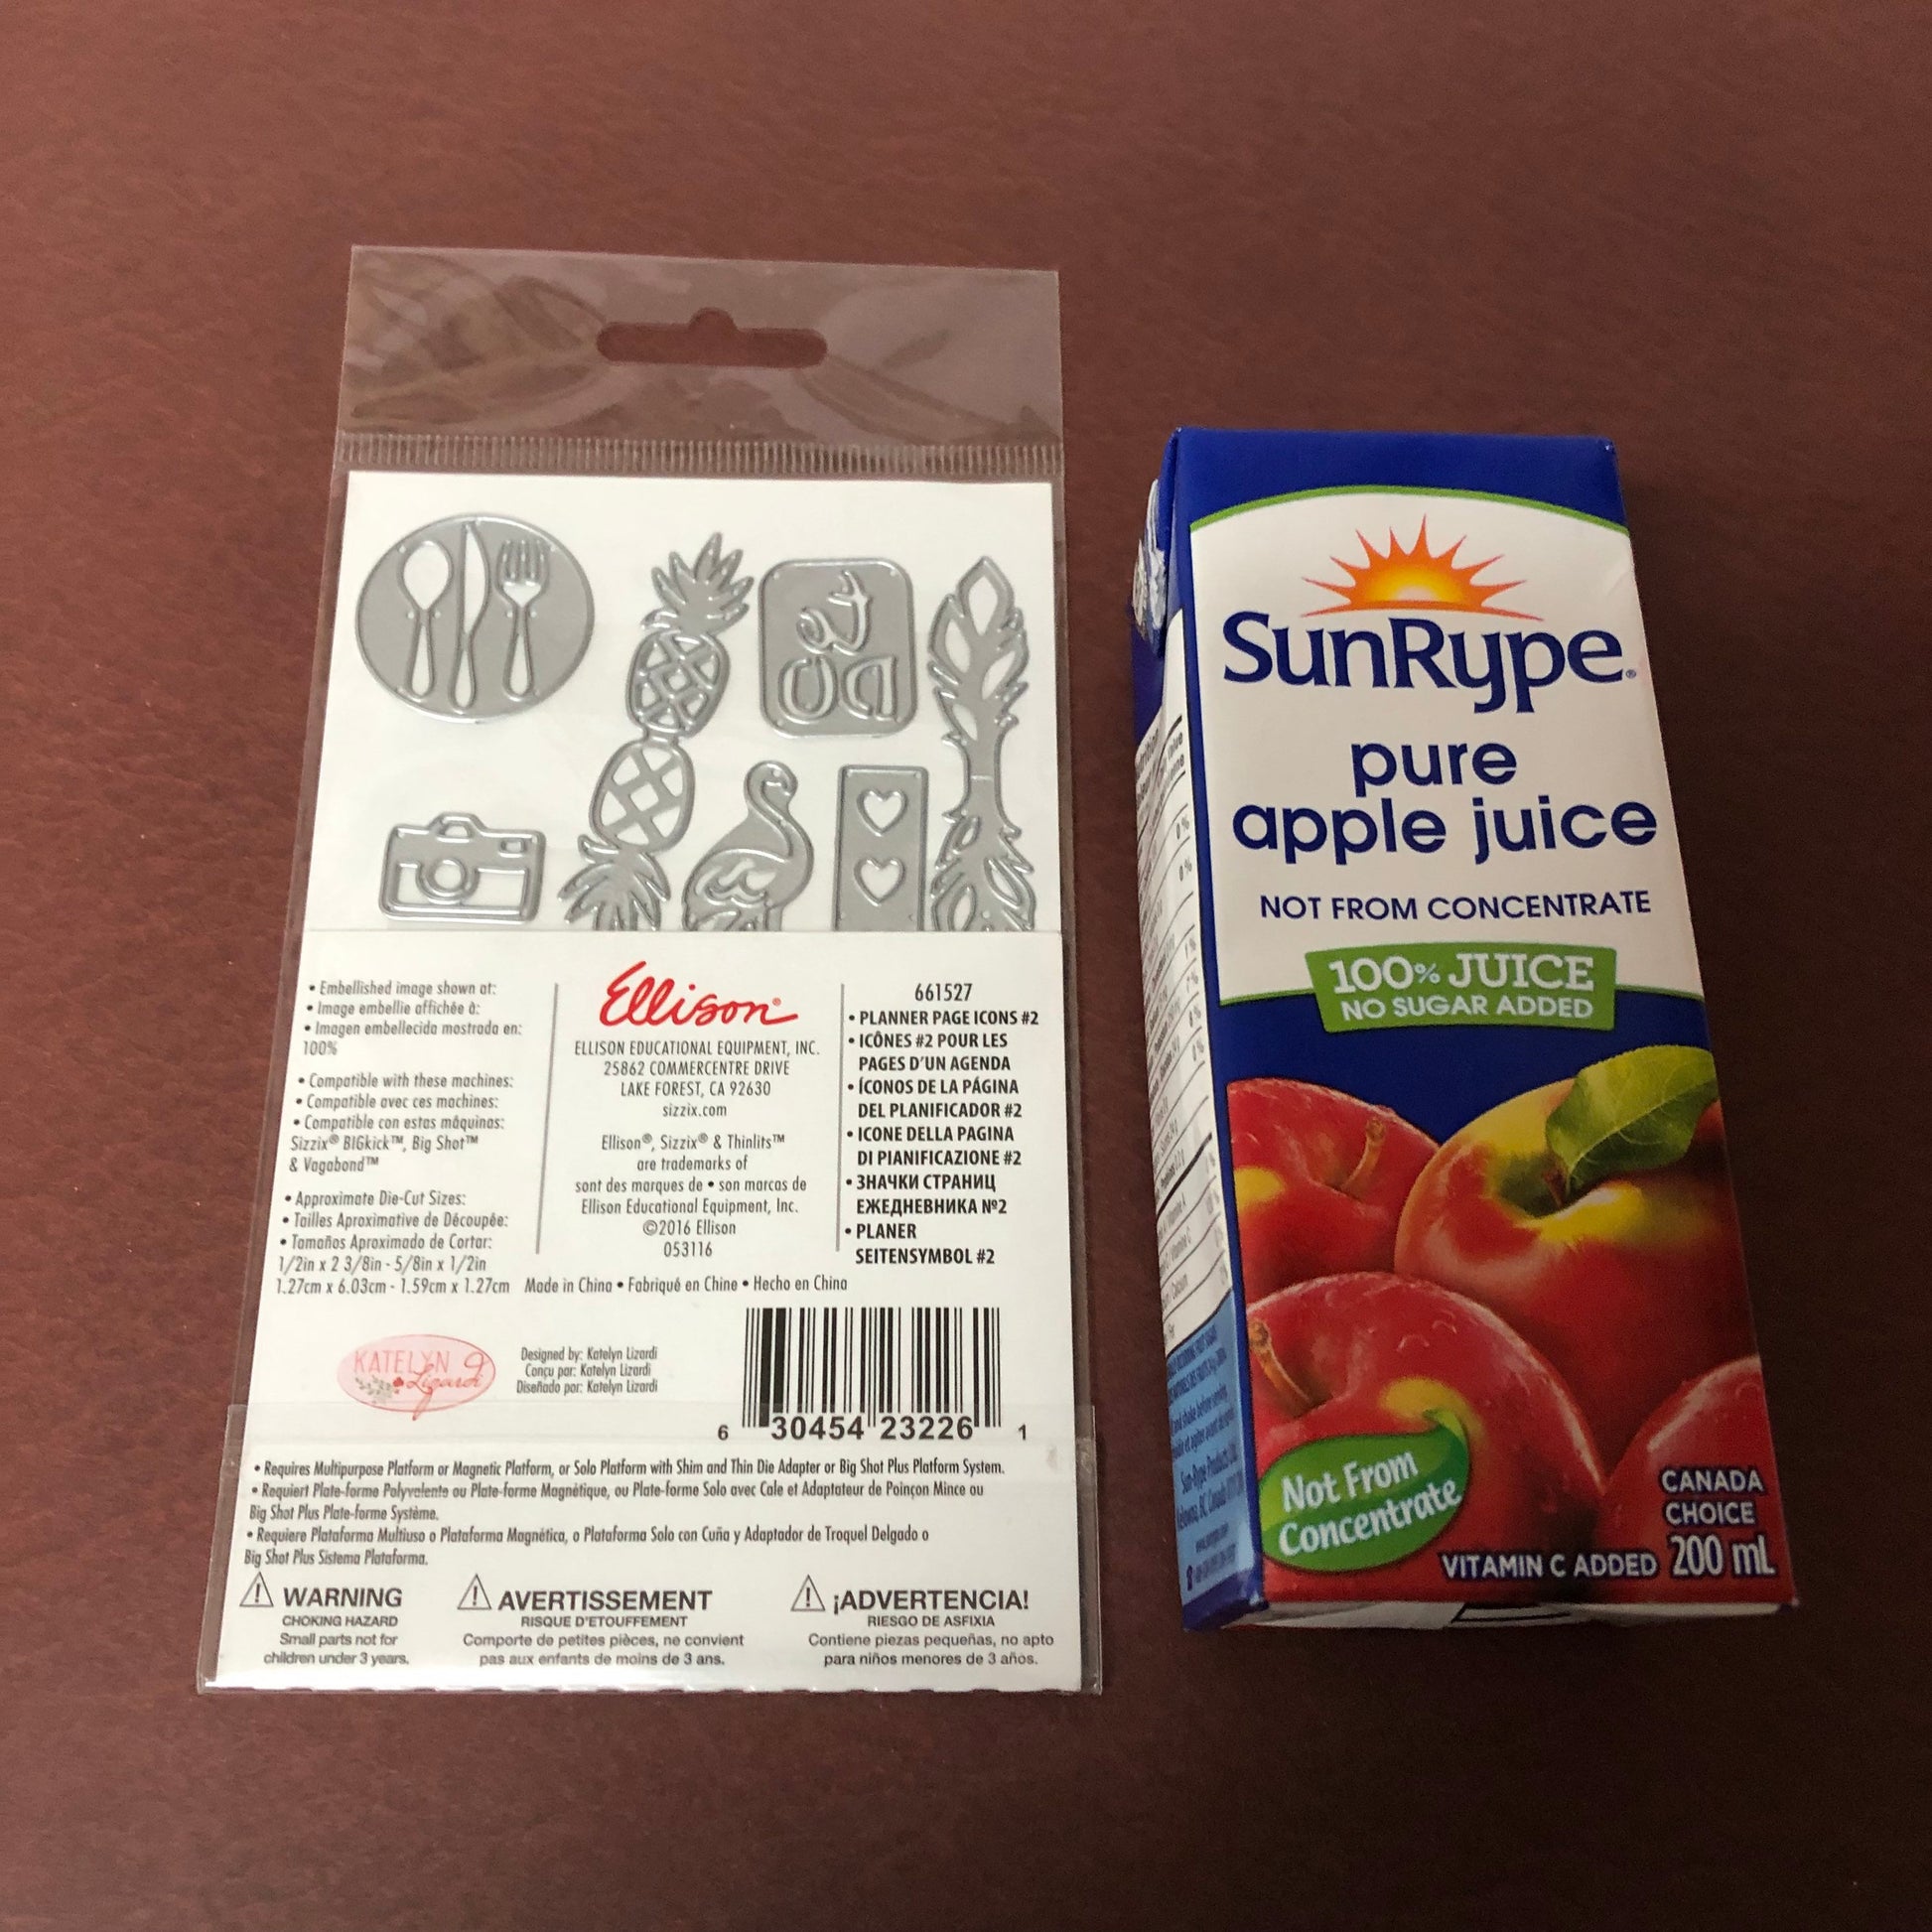 • Embellished image shown at:
• Image embellie affichée à:
• Imagen embellecida mostrada en:
100%
• Compatible with these machines:
• Compatible avec ces machines:
• Compatible con estas máquinas:
Sizzix® BIGkick™, Big Shot™
& Vagabond™
• Approximate Die-Cut Sizes:
• Tailles Aproximative de Découpée:
• Tamaños Aproximado de Cortar:
1/2in x 2 3/8in - 5/8in x 1/2in
1.27cm x 6.03cm - 1.59cm x 1.27cm
Ellison®
ELLISON EDUCATIONAL EQUIPMENT, INC.
25862 COMMERCENTRE DRIVE
LAKE FOREST, CA 92630
sizzix.com
Ellison®, Sizzix® & Thinlits™
are trademarks of
sont des marques de • son marcas de
Ellison Educational Equipment, Inc.
©2016 Ellison
053116
Made in China • Fabriqué en Chine • Hecho en China
661527
• PLANNER PAGE ICONS #2
• ICÔNES #2 POUR LES
PAGES D'UN AGENDA
• ÍCONOS DE LA PÁGINA
DEL PLANIFICADOR #2
• ICONE DELLA PAGINA
DI PIANIFICAZIONE #2
• ЗНАЧКИ СТРАНИЦ
ЕЖЕДНЕВНИКА №2
• PLANER
SEITENSYMBOL #2
KATELYN
Lizardi
Designed by: Katelyn Lizardi
Conçu par: Katelyn Lizardi
Diseñado por: Katelyn Lizardi
6 30454 23226 1
• Requires Multipurpose Platform or Magnetic Platform, or Solo Platform with Shim and Thin Die Adapter or Big Shot Plus Platform System.
• Requiert Plate-forme Polyvalente ou Plate-forme Magnétique, ou Plate-forme Solo avec Cale et Adaptateur de Poinçon Mince ou
Big Shot Plus Plate-forme Système.
• Requiere Plataforma Multiuso o Plataforma Magnética, o Plataforma Solo con Cuña y Adaptador de Troquel Delgado o
Big Shot Plus Sistema Plataforma.
WARNING
CHOKING HAZARD
Small parts not for
children under 3 years.
AVERTISSEMENT
RISQUE D'ETOUFFEMENT
Comporte de petites pièces, ne convient
pas aux enfants de moins de 3 ans.
¡ADVERTENCIA!
RIESGO DE ASFIXIA
Contiene piezas pequeñas, no apto
para niños menores de 3 años.
SunRype®
pure
apple juice
NOT FROM CONCENTRATE
100% JUICE
NO SUGAR ADDED
Not From
Concentrate
CANADA
CHOICE
VITAMIN C ADDED 200 mL